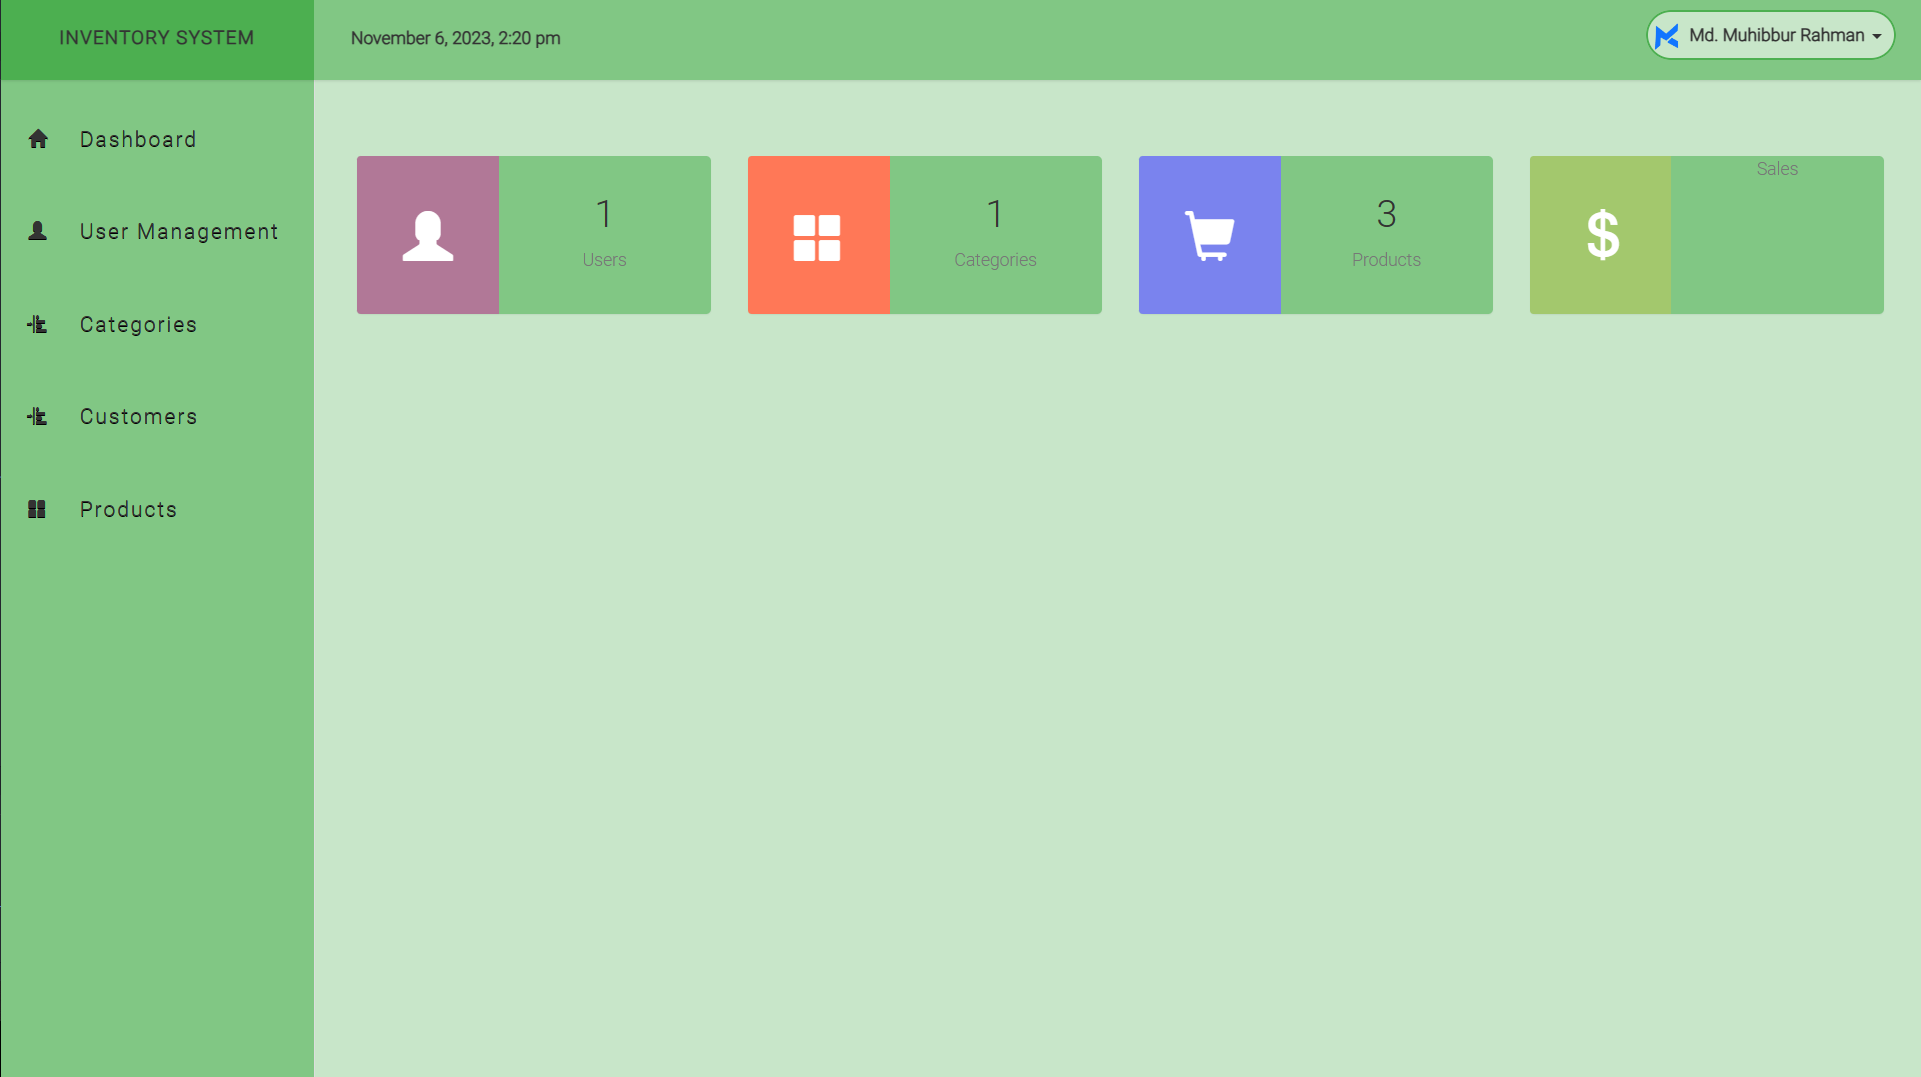 INVENTORY SYSTEM
November 6, 2023, 2:20 pm
Md. Muhibbur Rahman
Dashboard
User Management
Categories
Customers
Products
1
Users
1
Categories
3
Products
$
Sales